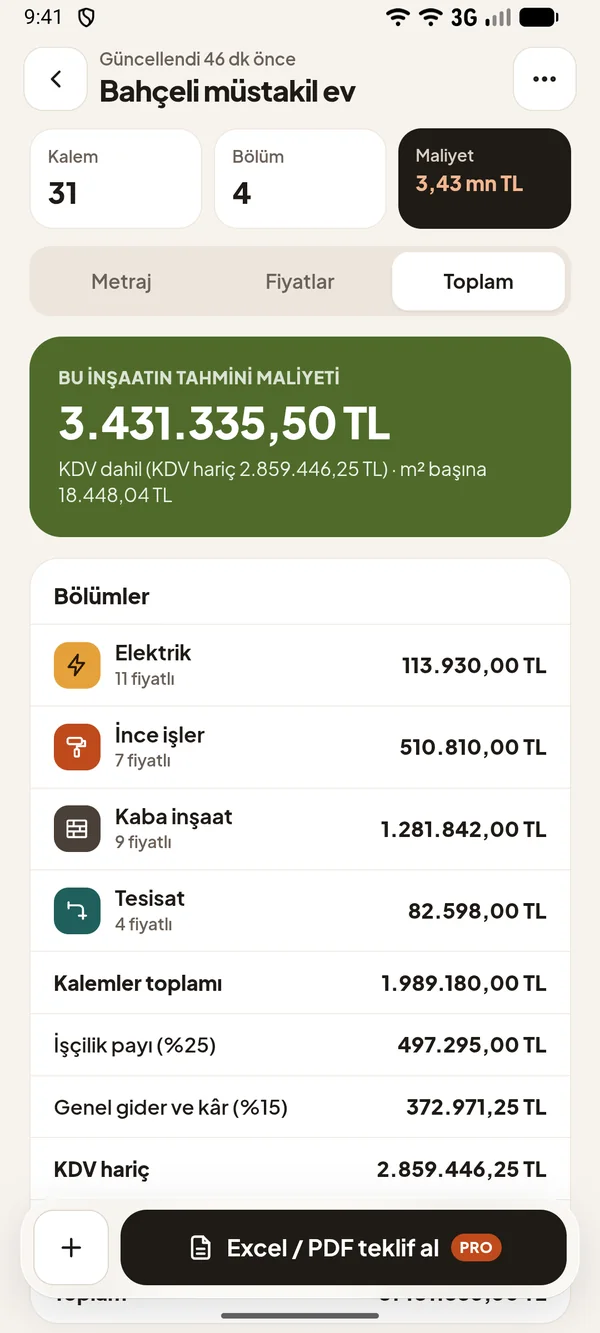 9:41
3G
Güncellendi 46 dk önce
Bahçeli müstakil ev
Kalem
31
Bölüm
4
Maliyet
3,43 mn TL
Metraj
Fiyatlar
Toplam
BU İNŞAATIN TAHMİNİ MALİYETİ
3.431.335,50 TL
KDV dahil (KDV hariç 2.859.446,25 TL) · m² başına
18.448,04 TL
Bölümler
Elektrik
113.930,00 TL
11 fiyatlı
İnce işler
510.810,00 TL
7 fiyatlı
Kaba inşaat
1.281.842,00 TL
9 fiyatlı
Tesisat
82.598,00 TL
4 fiyatlı
Kalemler toplamı 1.989.180,00 TL
İşçilik payı (%25) 497.295,00 TL
Genel gider ve kâr (%15) 372.971,25 TL
KDV hariç 2.859.446,25 TL
Excel / PDF teklif al PRO